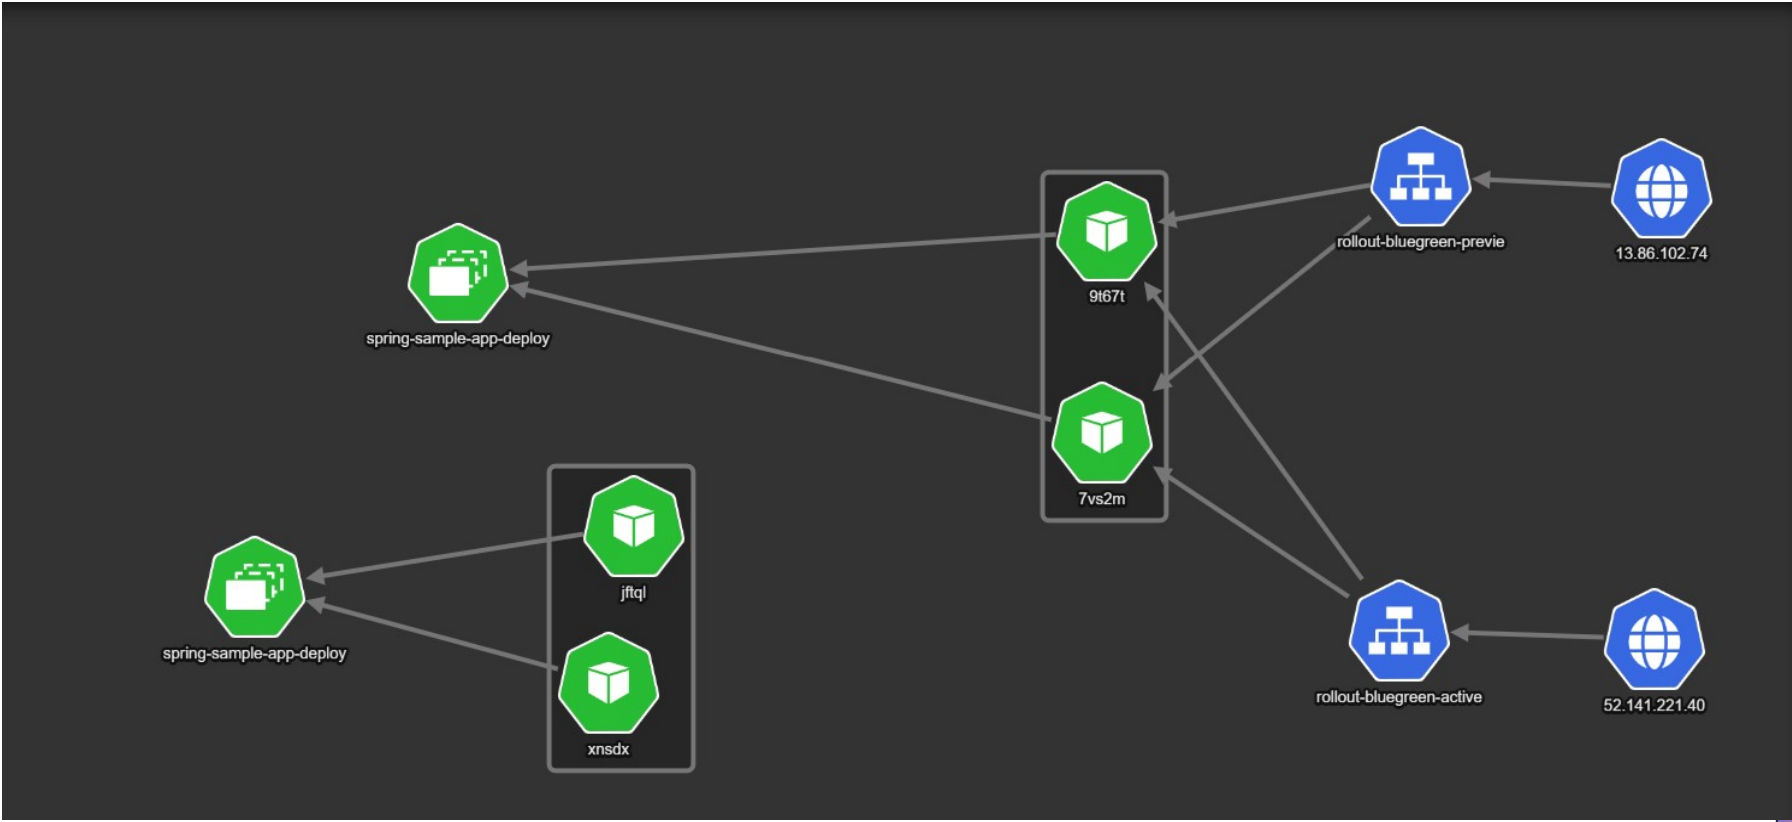 rollout-bluegreen-previe
13.86.102.74
9t67t
spring-sample-app-deploy
7vs2m
jftql
spring-sample-app-deploy
rollout-bluegreen-active
52.141.221.40
xnsdx